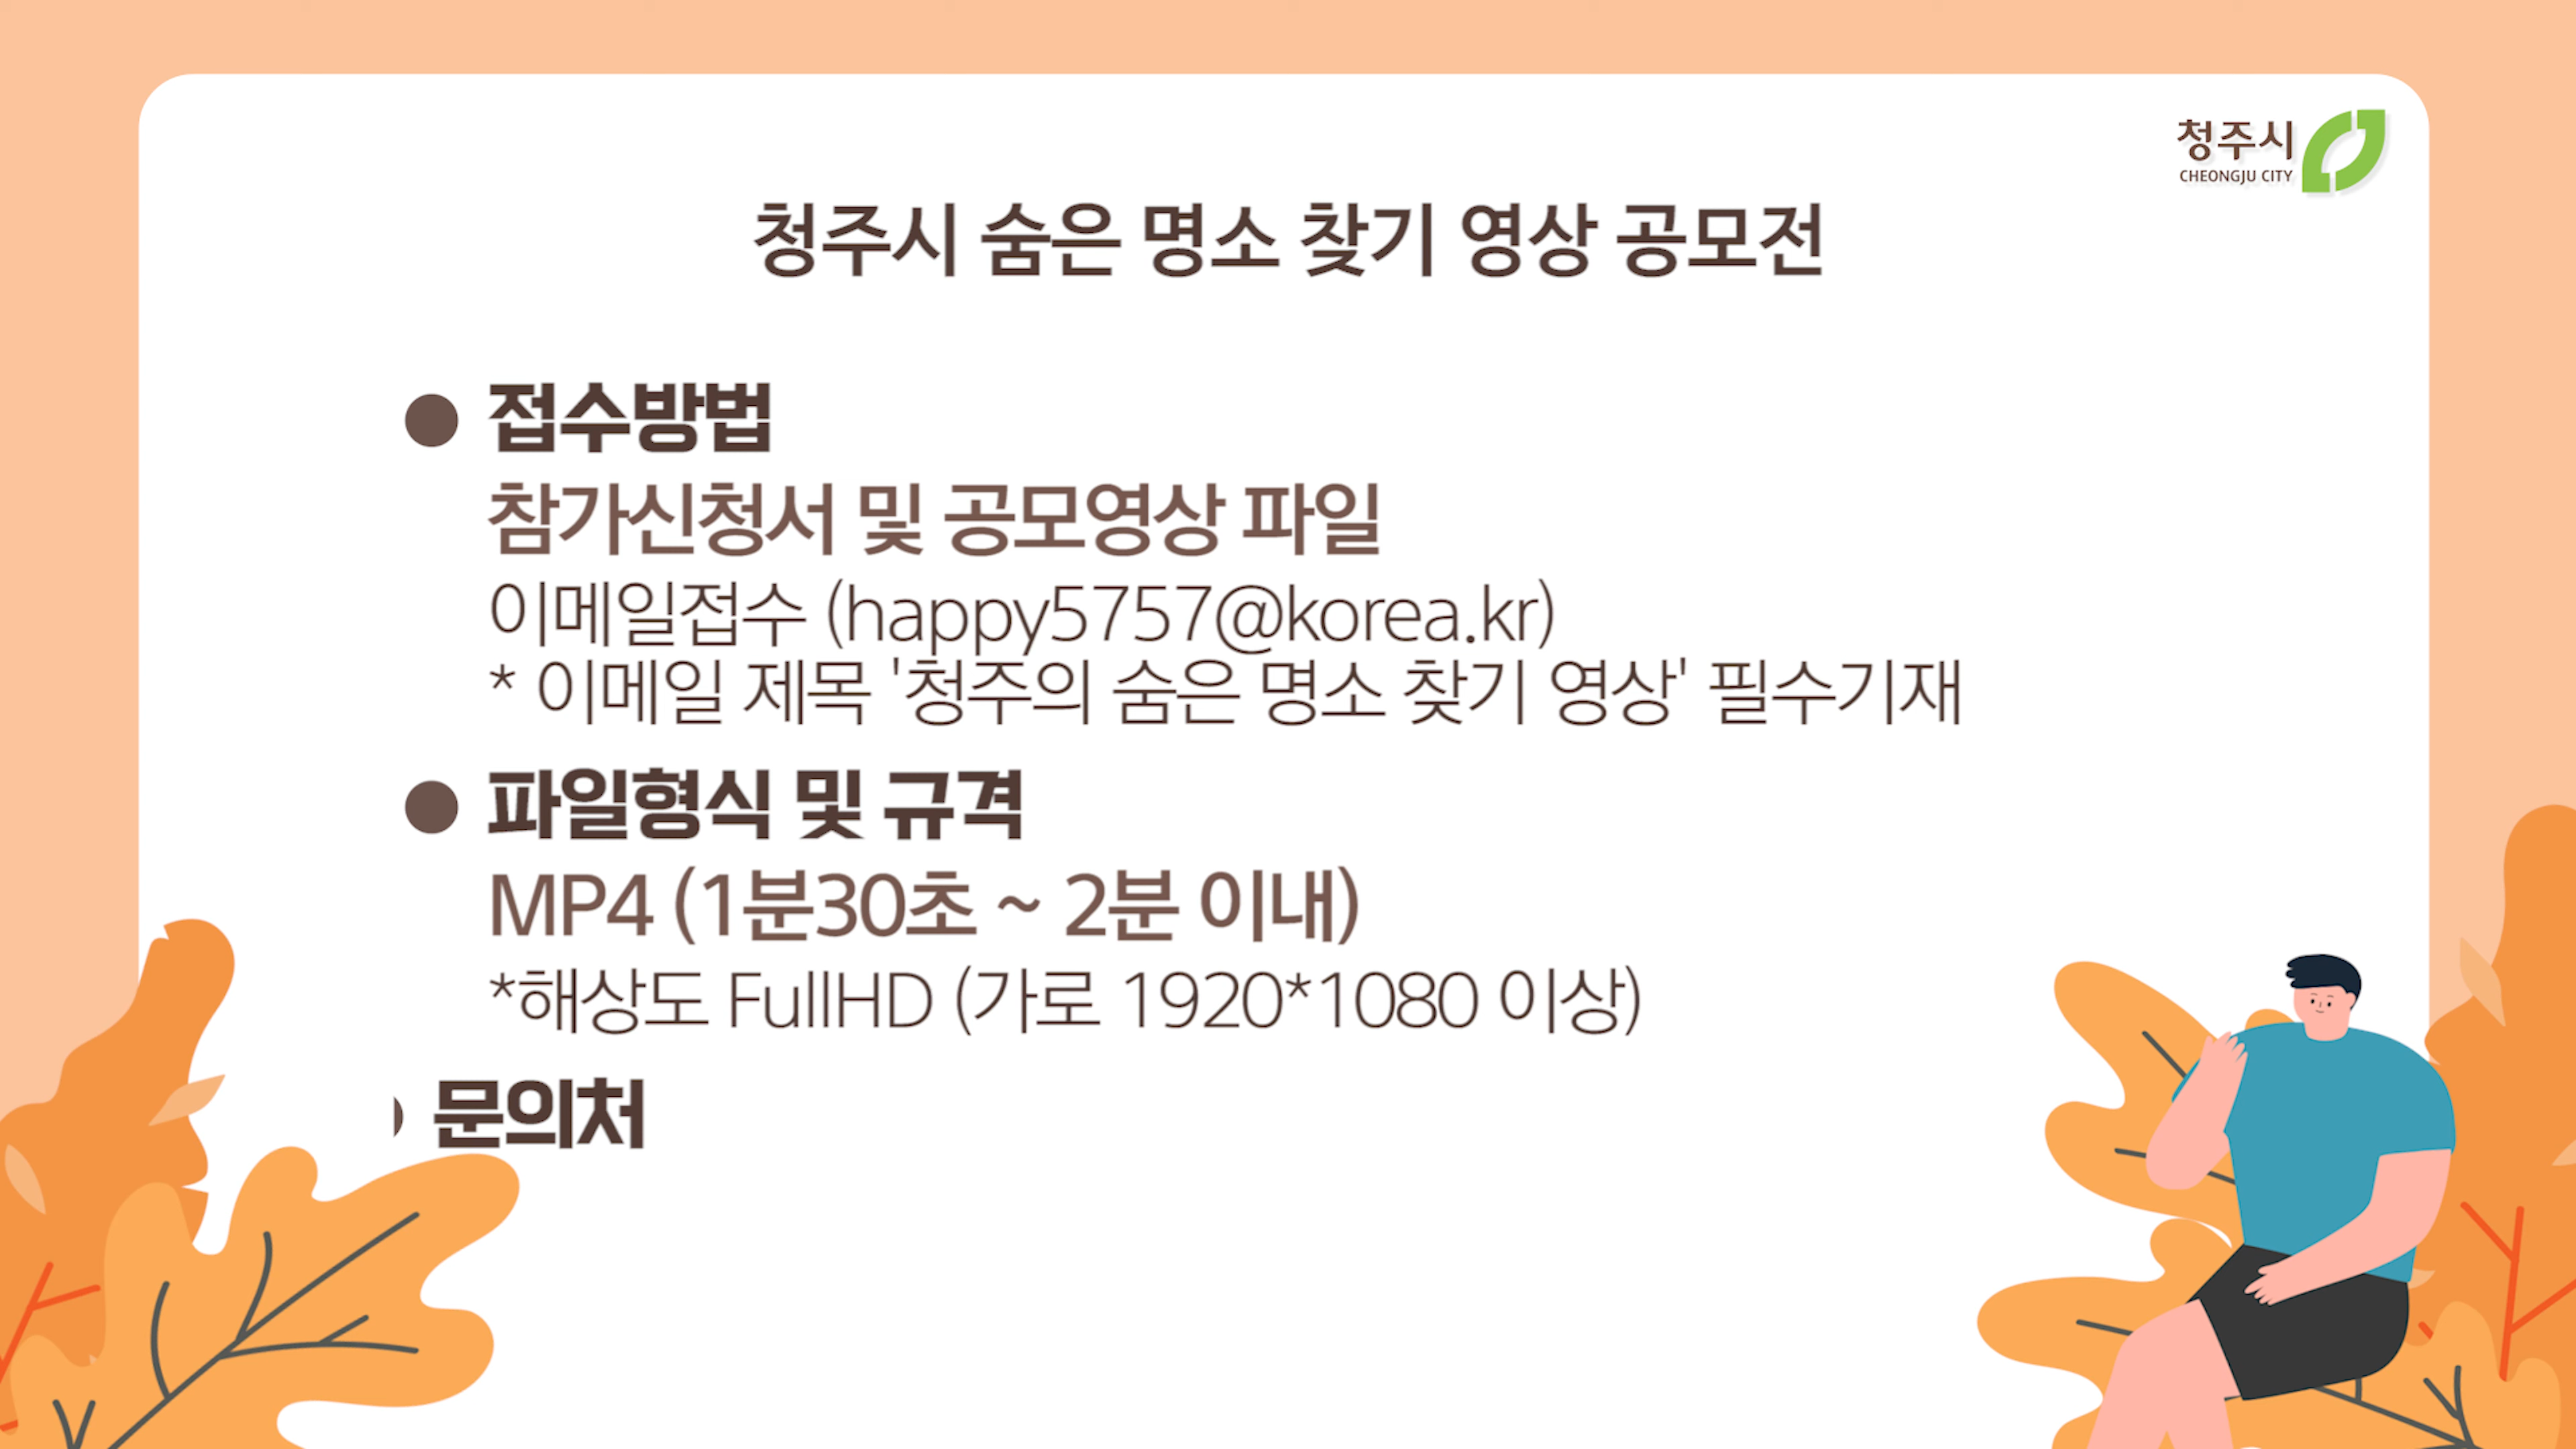 청주시
CHEONGJU CITY
청주시 숨은 명소 찾기 영상 공모전
● 접수방법
참가신청서 및 공모영상 파일
이메일접수 (happy5757@korea.kr)
* 이메일 제목 '청주의 숨은 명소 찾기 영상' 필수기재
● 파일형식 및 규격
MP4 (1분30초 ~ 2분 이내)
*해상도 FullHD (가로 1920*1080 이상)
문의처